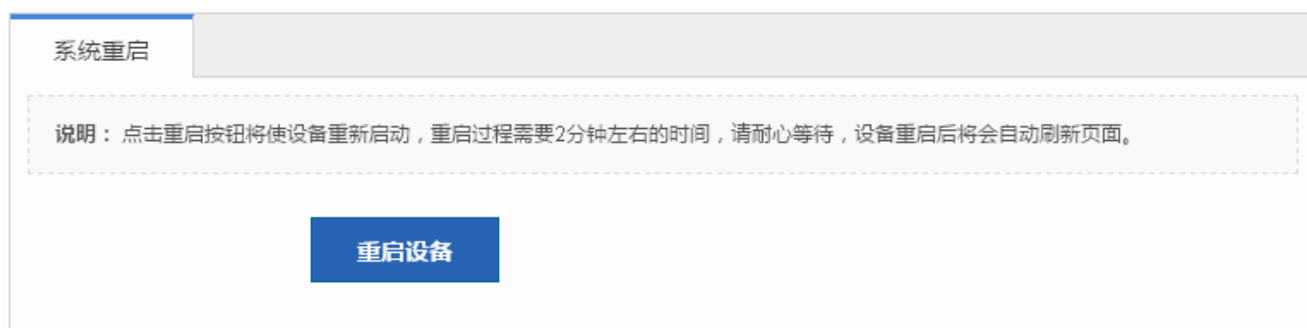 系统重启
说明：点击重启按钮将使设备重新启动，重启过程需要2分钟左右的时间，请耐心等待，设备重启后将会自动刷新页面。
重启设备